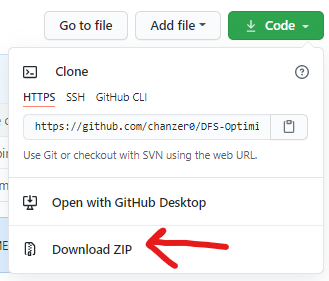 Go to file
Add file
Code
Clone
HTTPS
SSH
GitHub CLI
https://github.com/chanzer0/DFS-Optimi
Use Git or checkout with SVN using the web URL.
Open with GitHub Desktop
Download ZIP